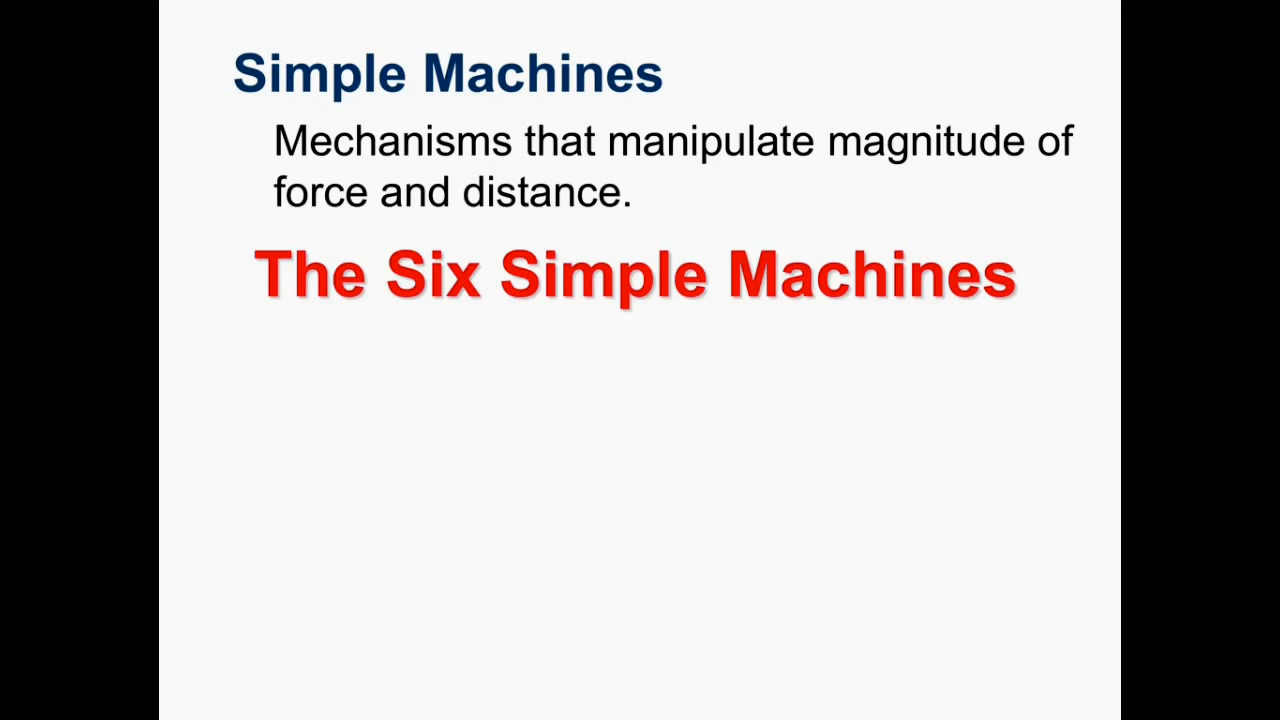 Simple Machines
Mechanisms that manipulate magnitude of
force and distance.
The Six Simple Machines